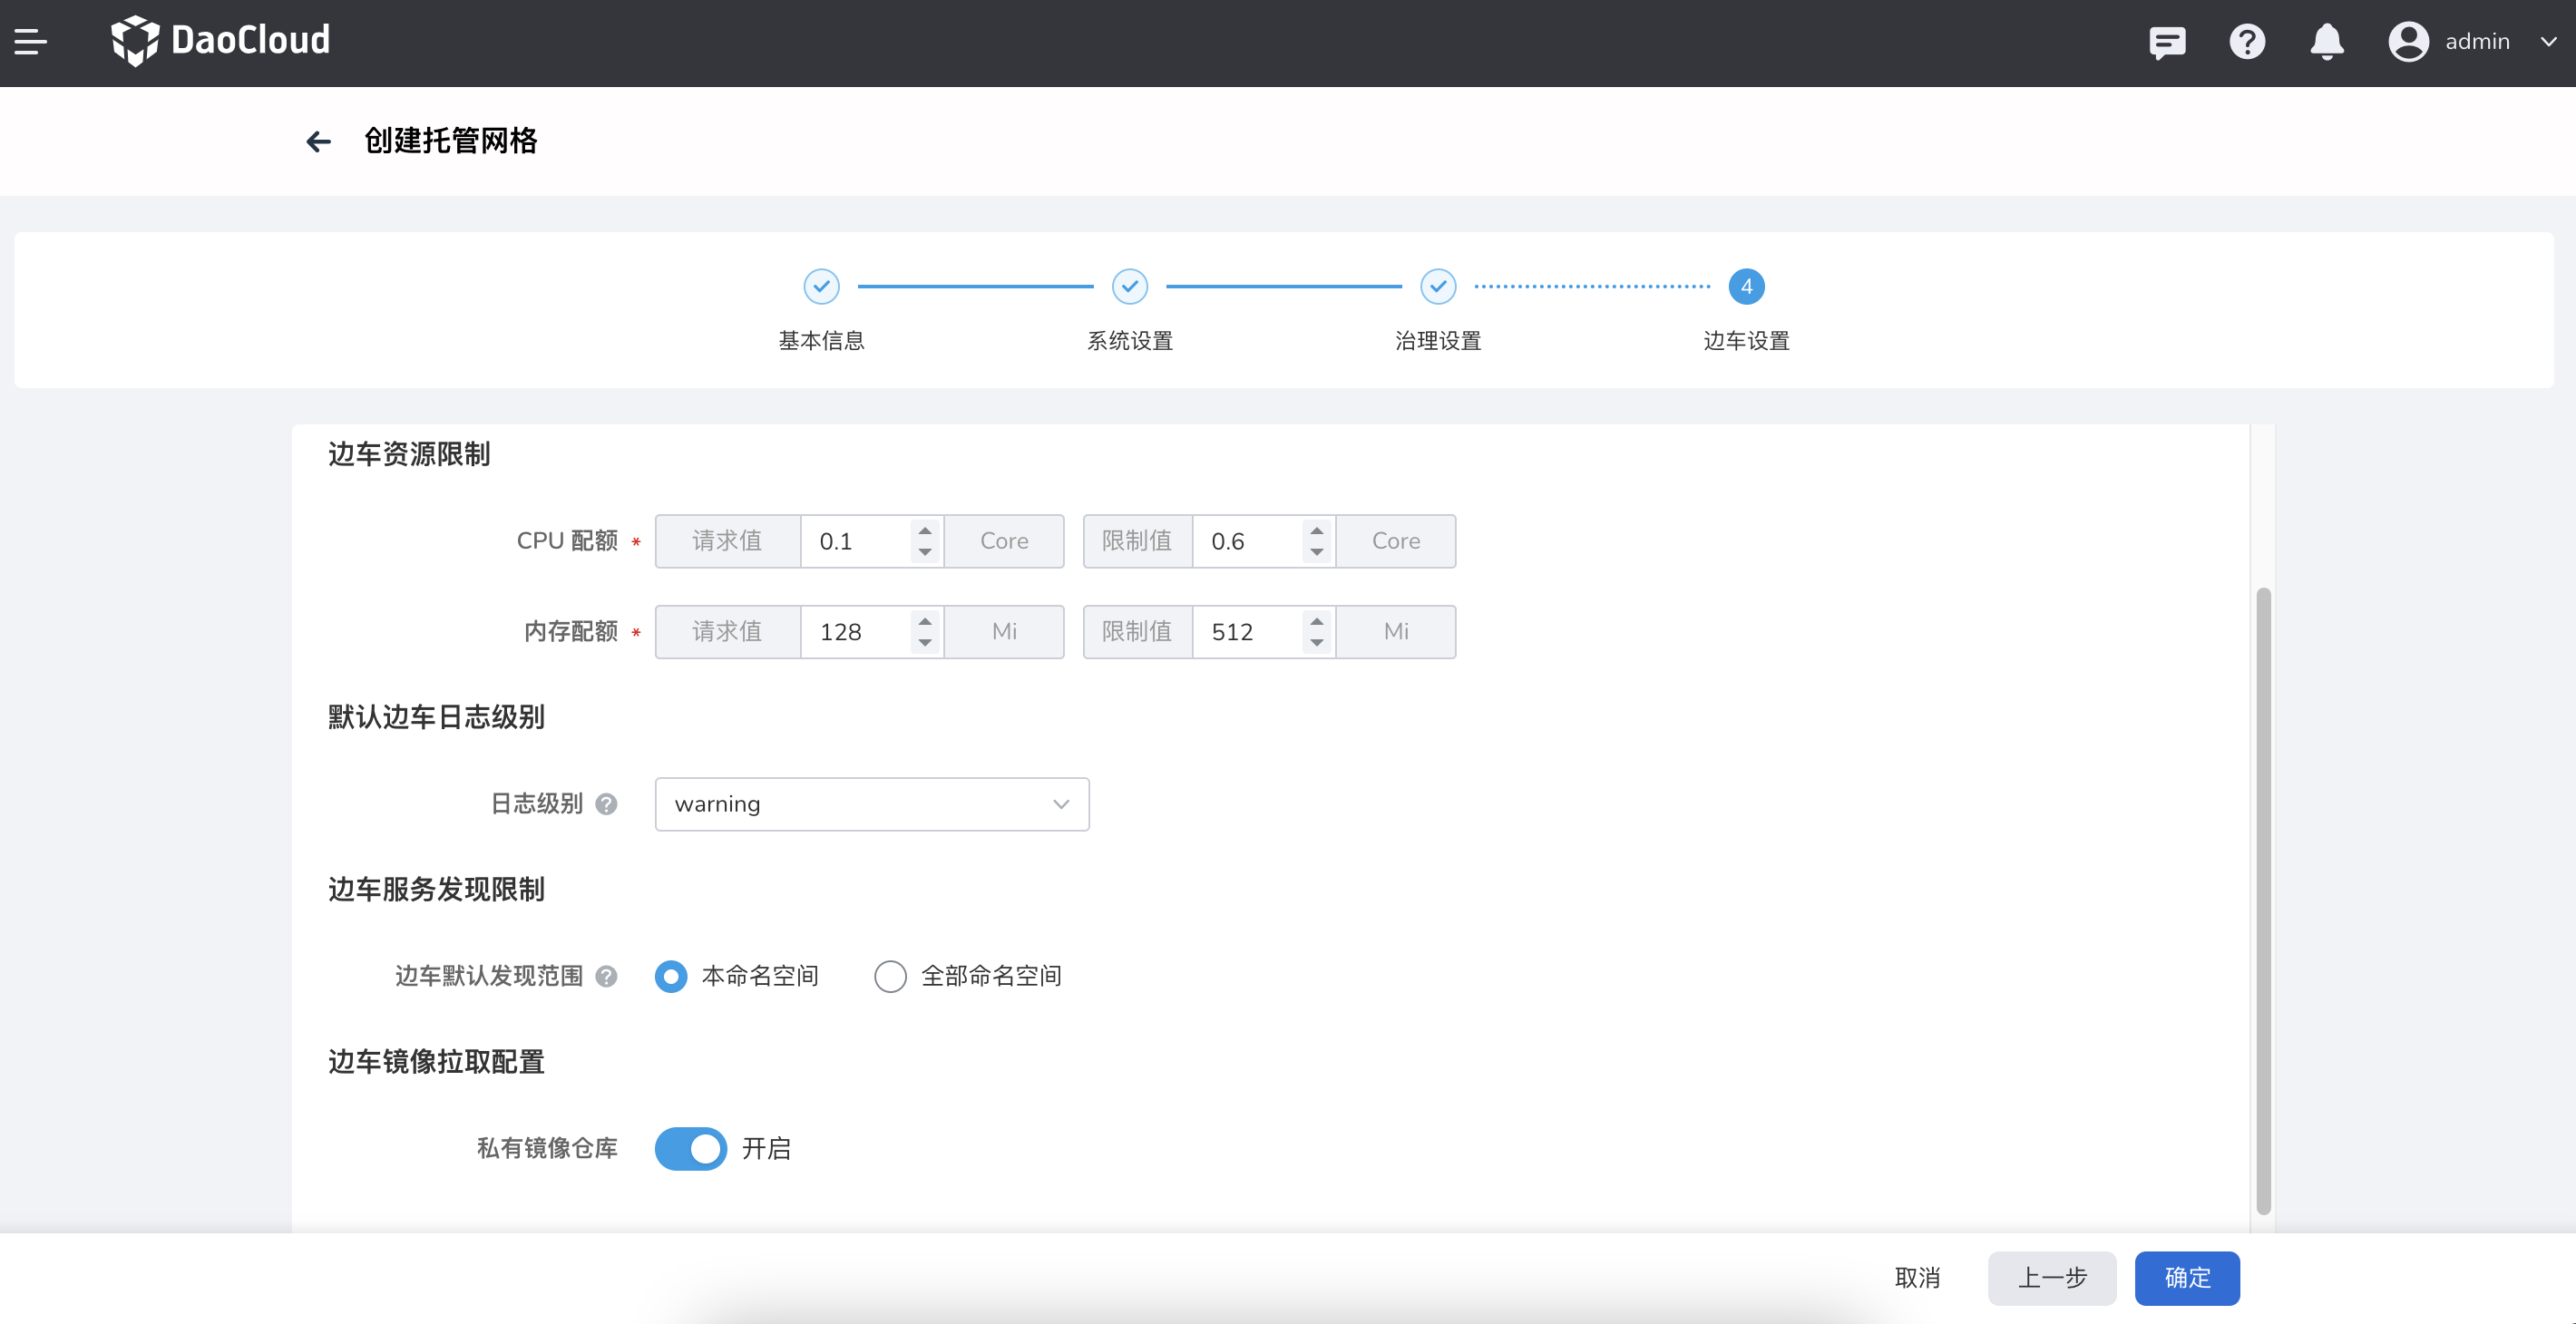 DaoCloud
admin
创建托管网格
4
基本信息 系统设置 治理设置 边车设置
边车资源限制
CPU 配额 * 请求值 0.1 Core 限制值 0.6 Core
内存配额 * 请求值 128 Mi 限制值 512 Mi
默认边车日志级别
日志级别 ? warning
边车服务发现限制
边车默认发现范围 ? 本命名空间 全部命名空间
边车镜像拉取配置
私有镜像仓库 开启
取消 上一步 确定